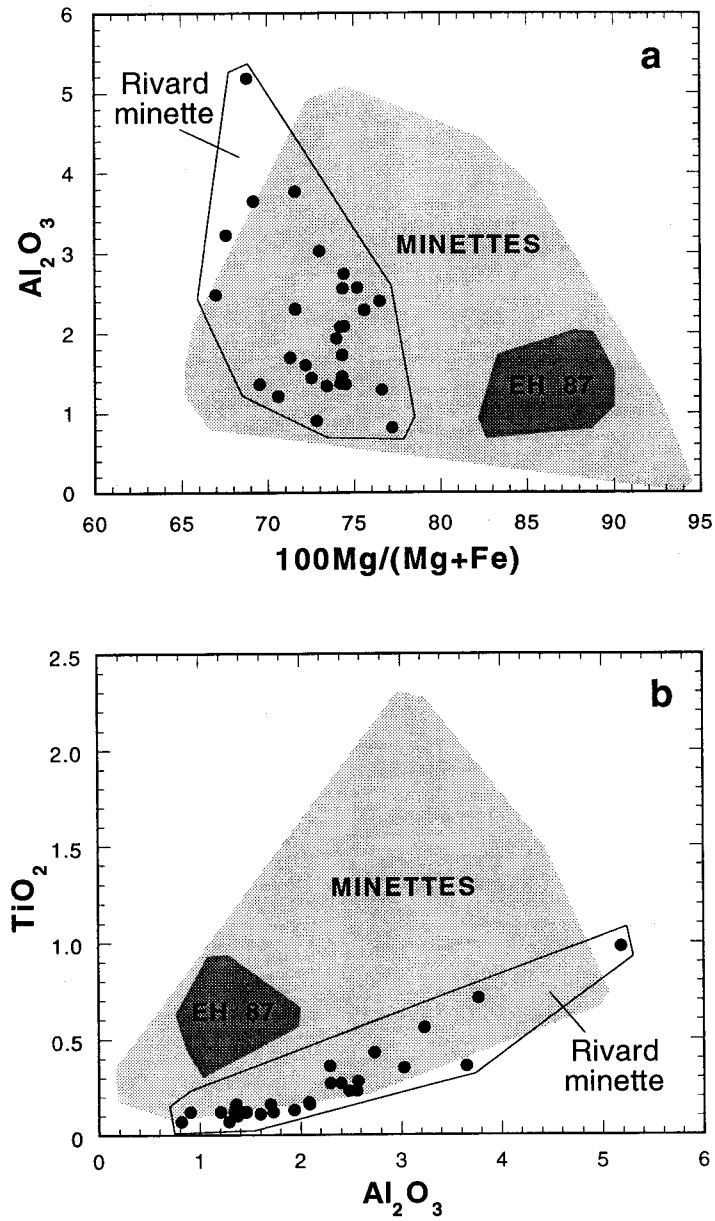 a
Rivard
minette
MINETTES
EH 87
Al₂O₃
6
5
4
3
2
1
0
60 65 70 75 80 85 90 95
100Mg/(Mg+Fe)
b
MINETTES
EH 87
Rivard
minette
TiO₂
2.5
2.0
1.5
1.0
0.5
0
0 1 2 3 4 5 6
Al₂O₃